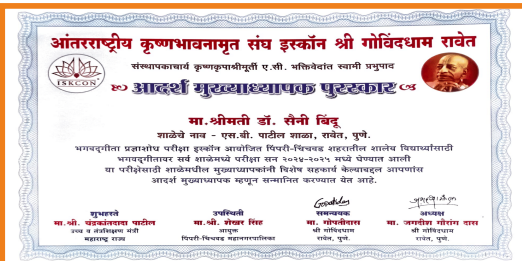 आंतरराष्ट्रीय कृष्णभावनामृत संघ इस्कॉन श्री गोविंदधाम रावेत
संस्थापकाचार्य कृष्णकृपाश्रीमूर्ती ए.सी. भक्तिवेदांत स्वामी प्रभुपाद
ISKCON
आदर्श मुख्याध्यापक पुरस्कार
मा.श्रीमती डॉ. सैनी बिंदू
शाळेचे नाव - एस.बी. पाटील शाळा, रावेत, पुणे.
भगवद्गीता प्रज्ञाशोध परीक्षा इस्कॉन आयोजित पिंपरी-चिंचवड शहरातील शालेय विद्यार्थ्यांसाठी
भगवद्गीतावर सर्व शाळेमध्ये परीक्षा सन २०२४-२०२५ मध्ये घेण्यात आली
या परीक्षेसाठी शाळेमधील मुख्याध्यापकांनी विशेष सहकार्य केल्याबद्दल आपणांस
आदर्श मुख्याध्यापक म्हणून सन्मानित करण्यात येत आहे.
शुभहस्ते
मा.श्री. चंद्रकांतदादा पाटील
उच्च व तंत्रशिक्षण मंत्री
महाराष्ट्र राज्य
उपस्थिती
मा.श्री. शेखर सिंह
आयुक्त
पिंपरी-चिंचवड महानगरपालिका
समन्वयक
मा. गोपतीदास
श्री गोविंदधाम
रावेत, पुणे.
अध्यक्ष
मा. जगदीश गौरांग दास
श्री गोविंदधाम
रावेत, पुणे.